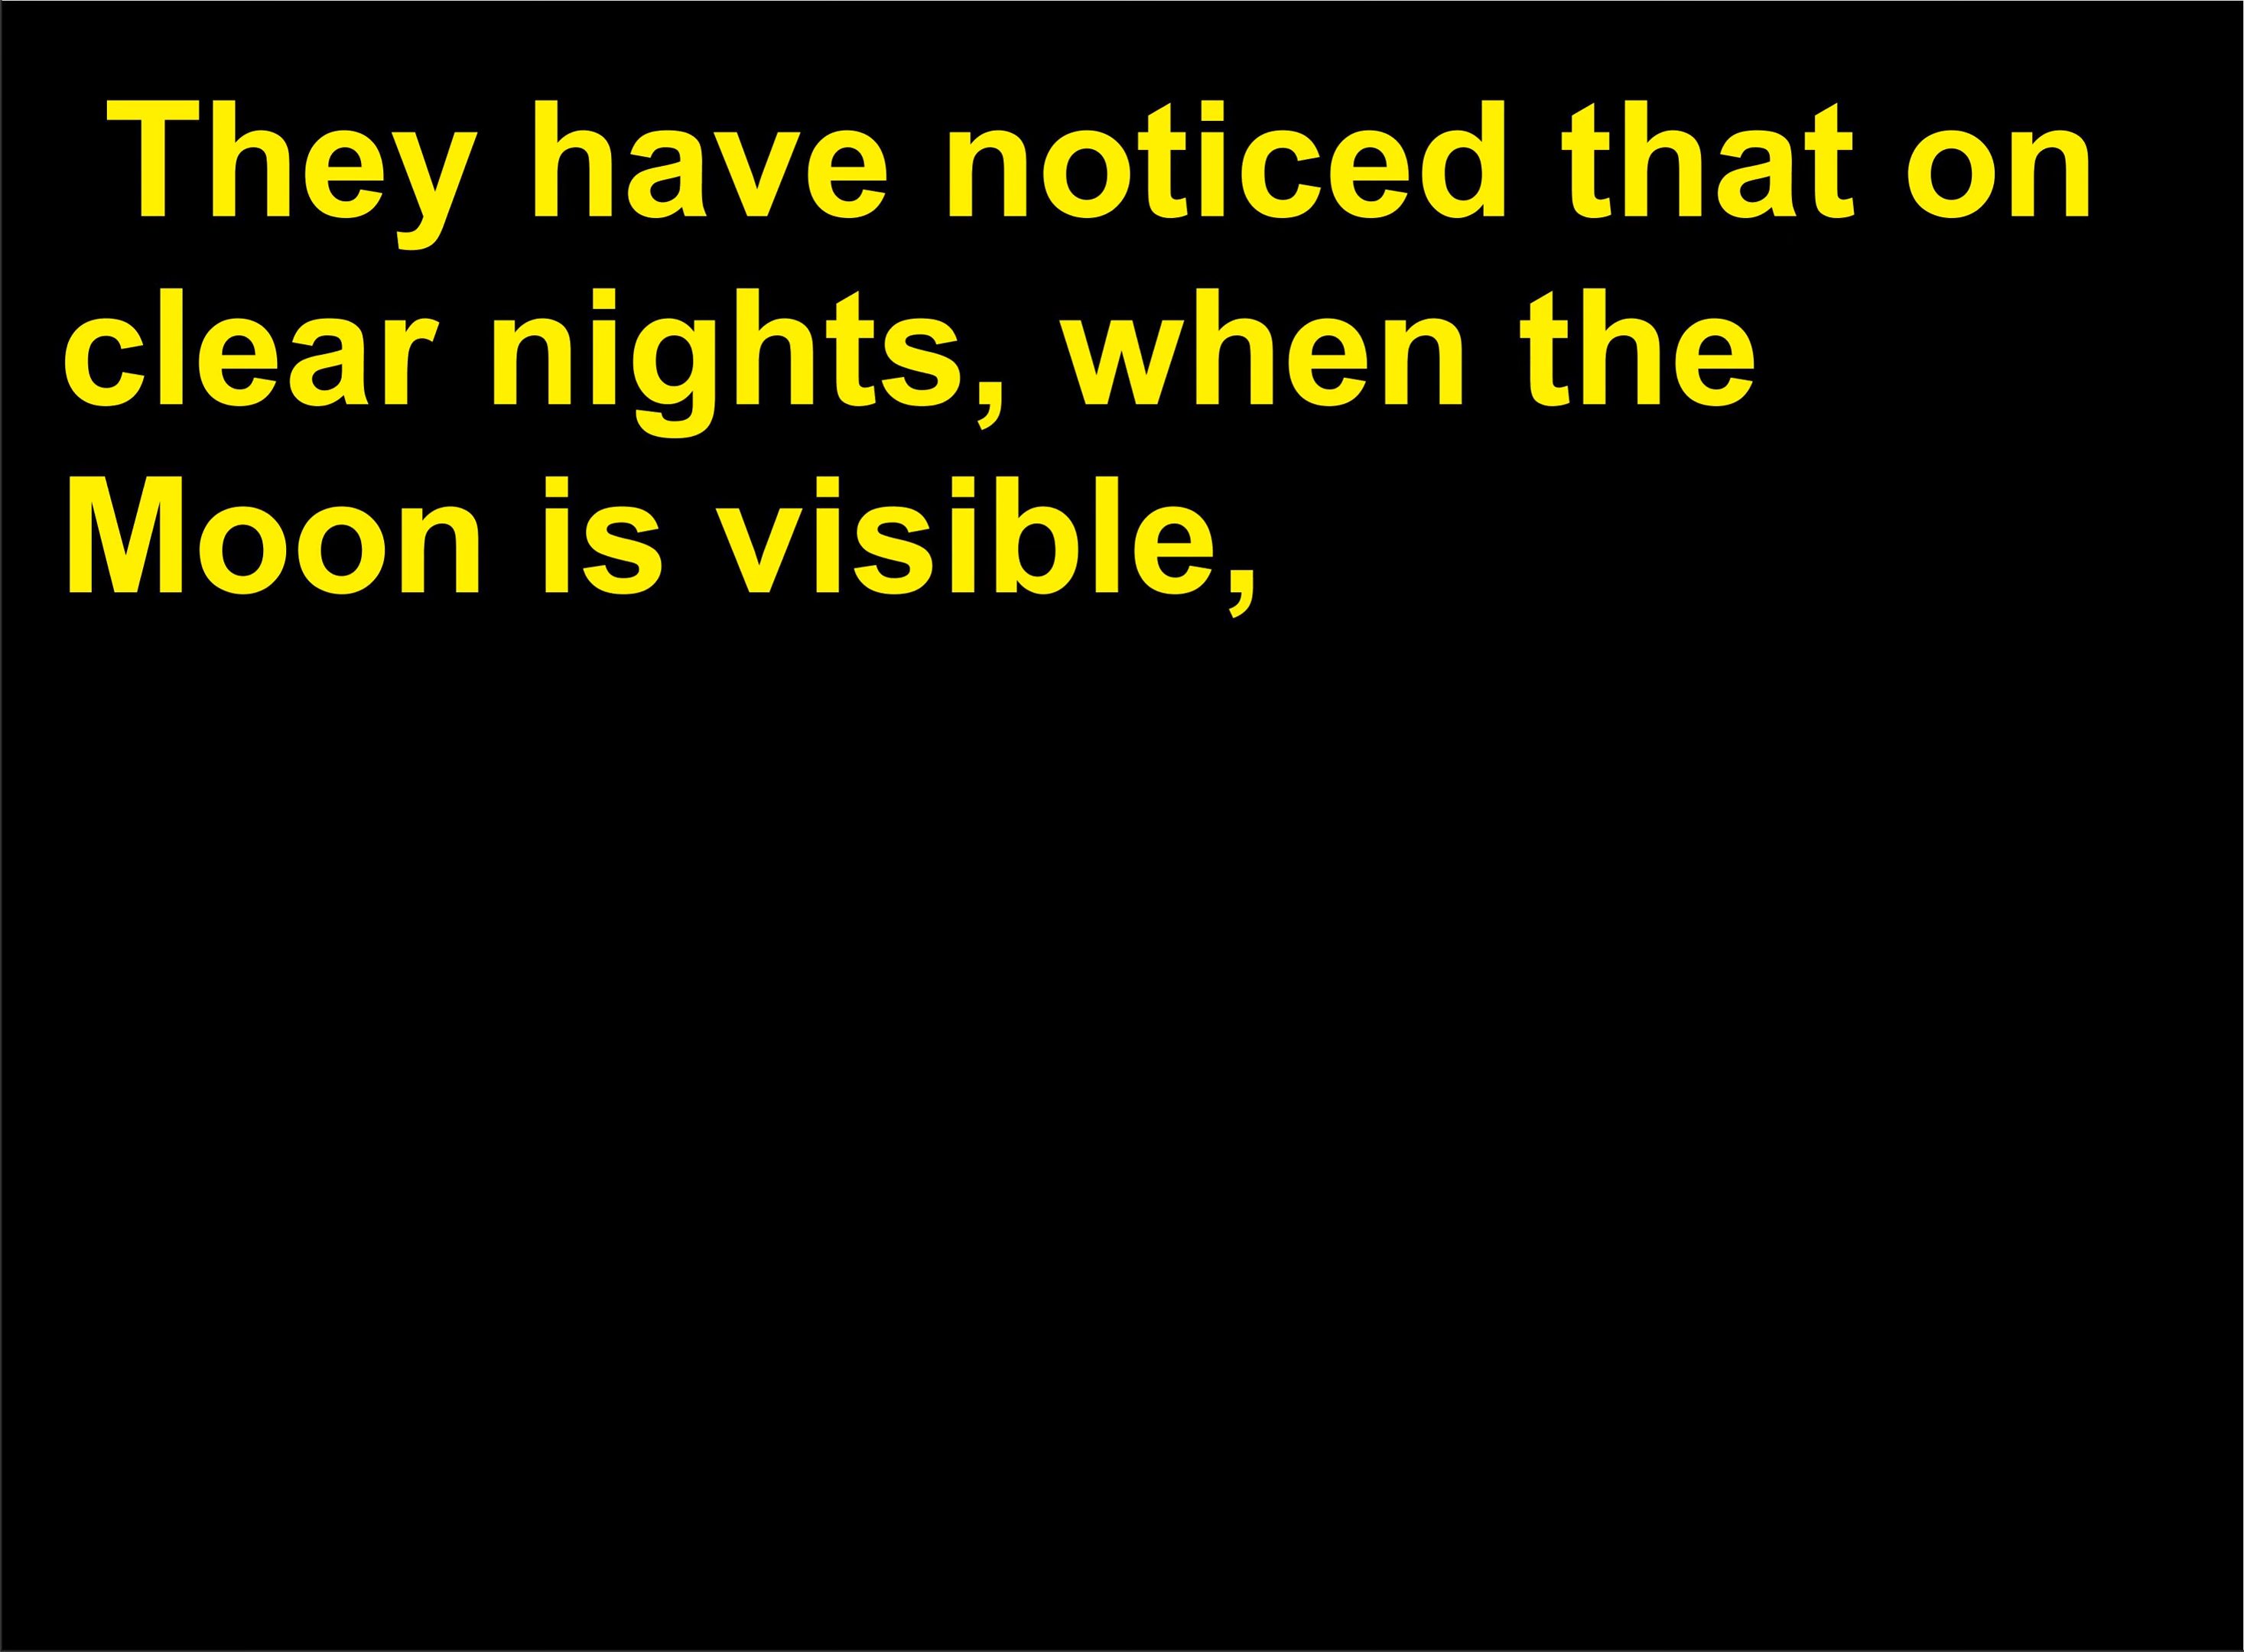 They have noticed that on
clear nights, when the
Moon is visible,